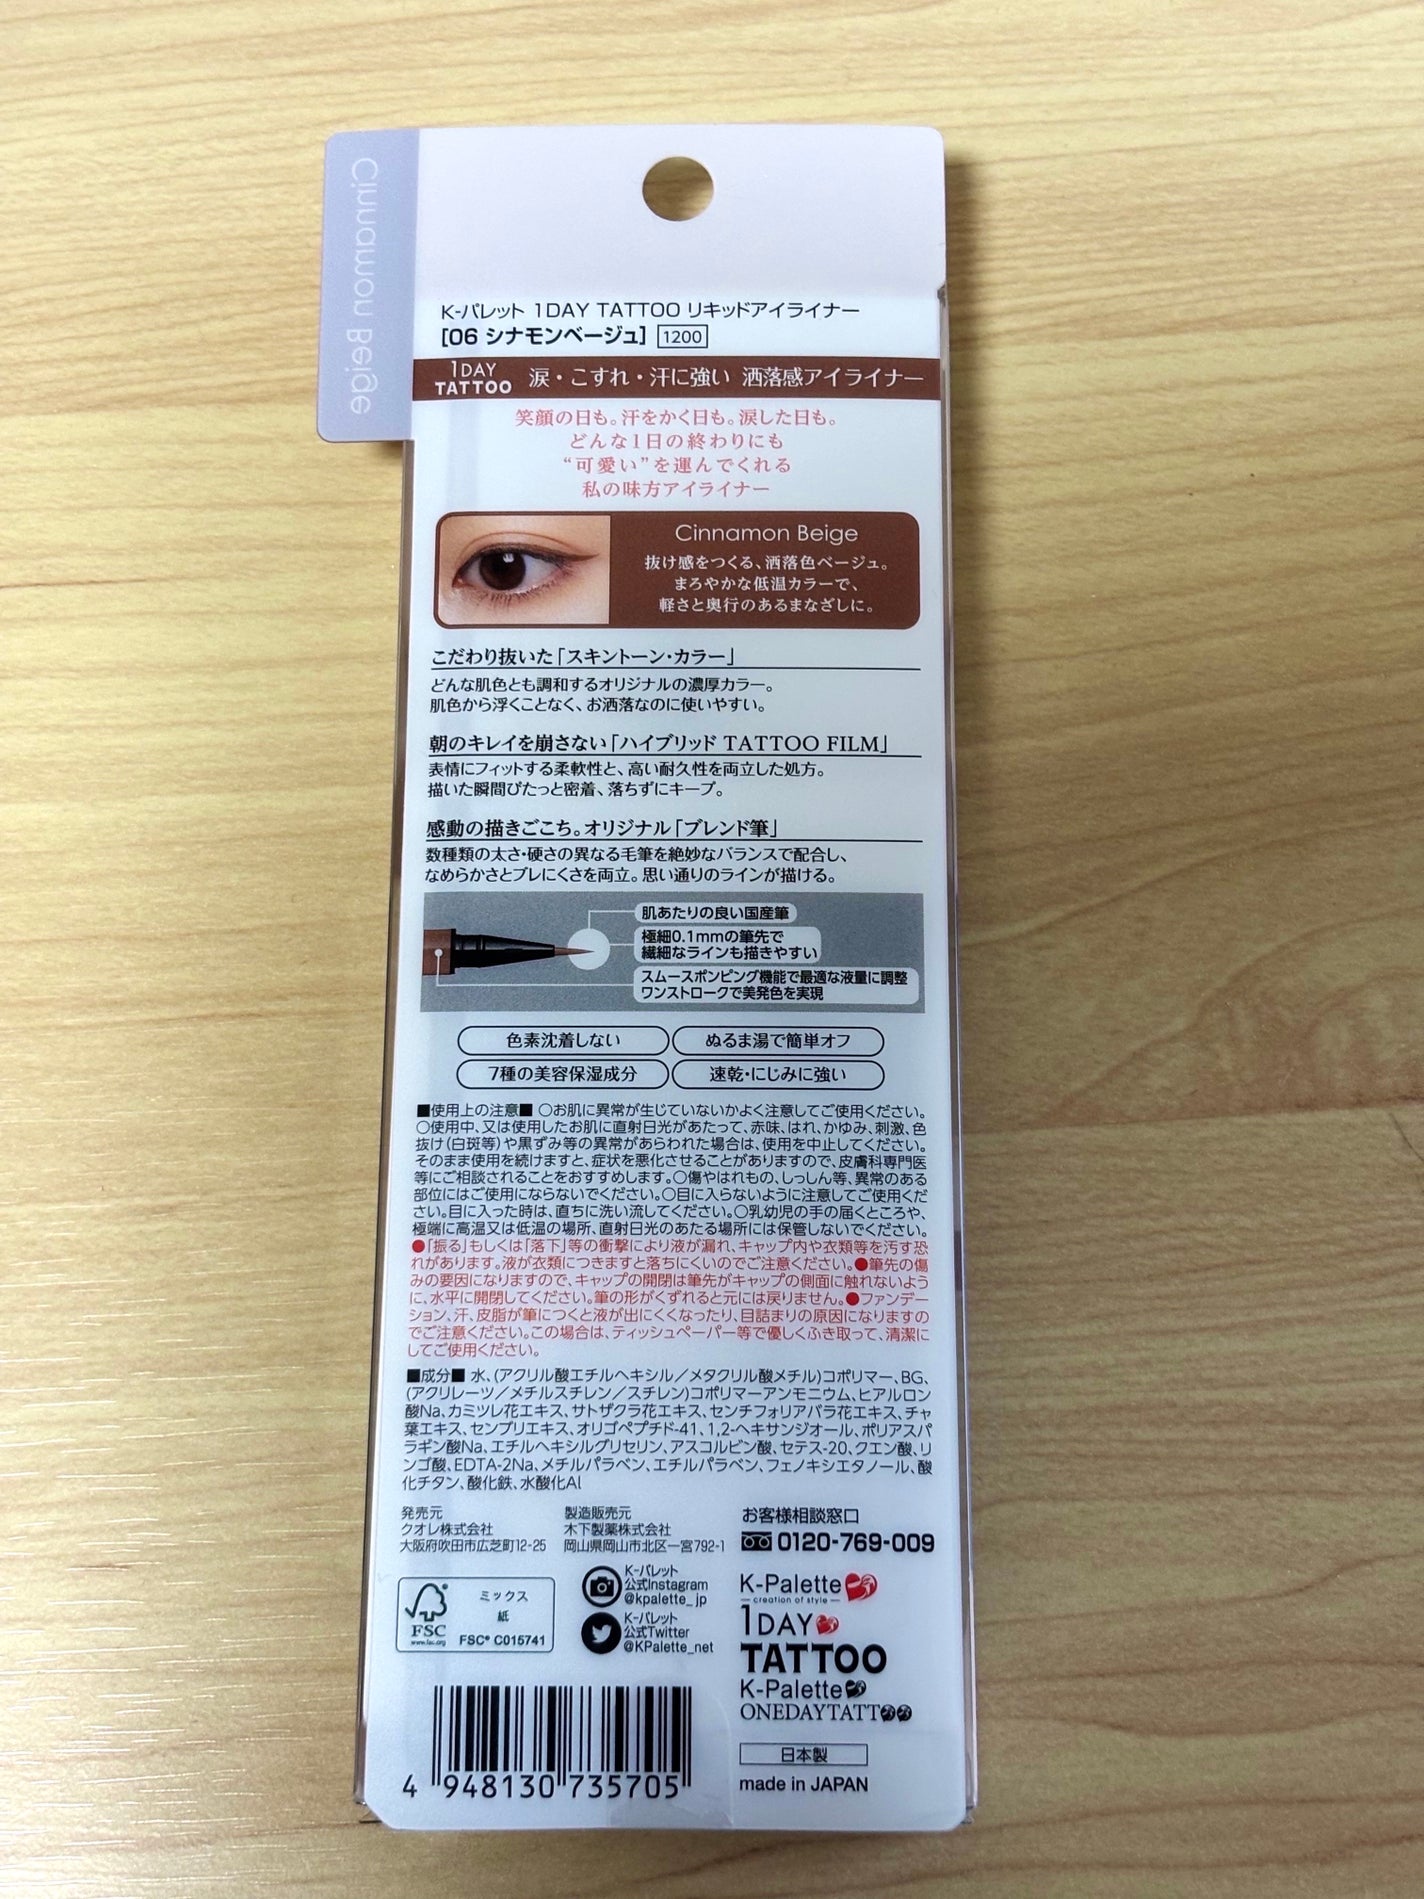 Cinnamon Beige
K-パレット 1DAY TATTOO リキッドアイライナー
[06 シナモンベージュ] 1200
1DAY TATTOO 涙・こすれ・汗に強い 洒落感アイライナー
笑顔の日も。汗をかく日も。涙した日も。
どんな1日の終わりにも
“可愛い”を運んでくれる
私の味方アイライナー
Cinnamon Beige
抜け感をつくる、洒落色ベージュ。
まろやかな低温カラーで、
軽さと奥行のあるまなざしに。
こだわり抜いた「スキントーン・カラー」
どんな肌色とも調和するオリジナルの濃厚カラー。
肌色から浮くことなく、お洒落なのに使いやすい。
朝のキレイを崩さない「ハイブリッド TATTOO FILM」
表情にフィットする柔軟性と、高い耐久性を両立した処方。
描いた瞬間ぴたっと密着、落ちずにキープ。
感動の描きごこち。オリジナル「ブレンド筆」
数種類の太さ・硬さの異なる毛筆を絶妙なバランスで配合し、
なめらかさとブレにくさを両立。思い通りのラインが描ける。
肌あたりの良い国産筆
極細0.1mmの筆先で
繊細なラインも描きやすい
スムースポンピング機能で最適な液量に調整
ワンストロークで美発色を実現
色素沈着しない ぬるま湯で簡単オフ
7種の美容保湿成分 速乾・にじみに強い
■使用上の注意■ ○お肌に異常が生じていないかよく注意してご使用ください。
○使用中、又は使用したお肌に直射日光があたって、赤味、はれ、かゆみ、刺激、色
抜け(白斑等)や黒ずみ等の異常があらわれた場合は、使用を中止してください。
そのまま使用を続けますと、症状を悪化させることがありますので、皮膚科専門医
等にご相談されることをおすすめします。○傷やはれもの、しっしん等、異常のある
部位にはご使用にならないでください。○目に入らないように注意してご使用くだ
さい。目に入った時は、直ちに洗い流してください。○乳幼児の手の届くところや、
極端に高温又は低温の場所、直射日光のあたる場所には保管しないでください。
●「振る」もしくは「落下」等の衝撃により液が漏れ、キャップ内や衣類等を汚す恐
れがあります。液が衣類につきますと落ちにくいのでご注意ください。●筆先の傷
みの要因になりますので、キャップの開閉は筆先がキャップの側面に触れないよう
に、水平に開閉してください。筆の形がくずれると元には戻りません。●ファンデー
ション、汗、皮脂が筆につくと液が出にくくなったり、目詰まりの原因になりますの
でご注意ください。この場合は、ティッシュペーパー等で優しくふき取って、清潔に
してご使用ください。
■成分■ 水、(アクリル酸エチルヘキシル/メタクリル酸メチル)コポリマー、BG、
(アクリレーツ/メチルスチレン/スチレン)コポリマーアンモニウム、ヒアルロン
酸Na、カミツレ花エキス、サトザクラ花エキス、センチフォリアバラ花エキス、チャ
葉エキス、センブリエキス、オリゴペプチド-41、1,2-ヘキサンジオール、ポリアスパ
ラギン酸Na、エチルヘキシルグリセリン、アスコルビン酸、セテス-20、クエン酸、リ
ンゴ酸、EDTA-2Na、メチルパラベン、エチルパラベン、フェノキシエタノール、酸
化チタン、酸化鉄、水酸化Al
発売元
クオレ株式会社
大阪府吹田市広芝町12-25
製造販売元
木下製薬株式会社
岡山県岡山市北区一宮792-1
お客様相談窓口
0120-769-009
FSC
www.fsc.org
ミックス
紙
FSC® C015741
K-パレット
公式Instagram
@kpalette_jp
K-パレット
公式Twitter
@KPalette_net
K-Palette
creation of style
1DAY
TATTOO
K-Palette
ONEDAYTATTOO
日本製
made in JAPAN
4 948130 735705